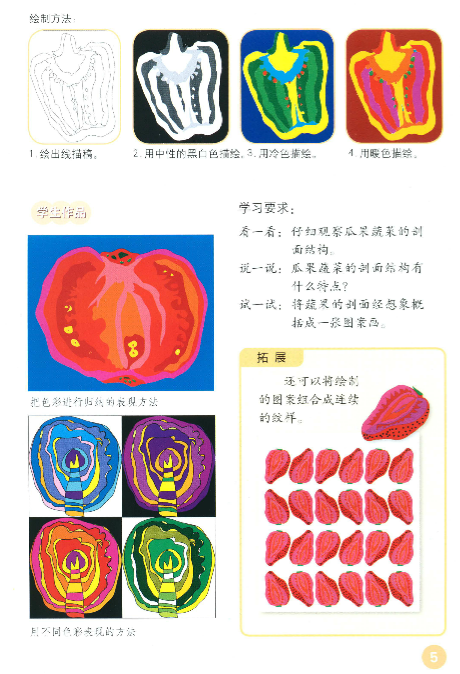 绘制方法:
1. 绘出线描稿。
2. 用中性的黑白色描绘。
3. 用冷色描绘。
4. 用暖色描绘。
学生作品
把色彩进行归纳的表现方法
用不同色彩表现的方法
学习要求:
看一看: 仔细观察瓜果蔬菜的剖
面结构。
说一说: 瓜果蔬菜的剖面结构有
什么特点?
试一试: 将蔬果的剖面经想象概
括成一张图案画。
拓 展
还可以将绘制
的图案组合成连续
的纹样。
5